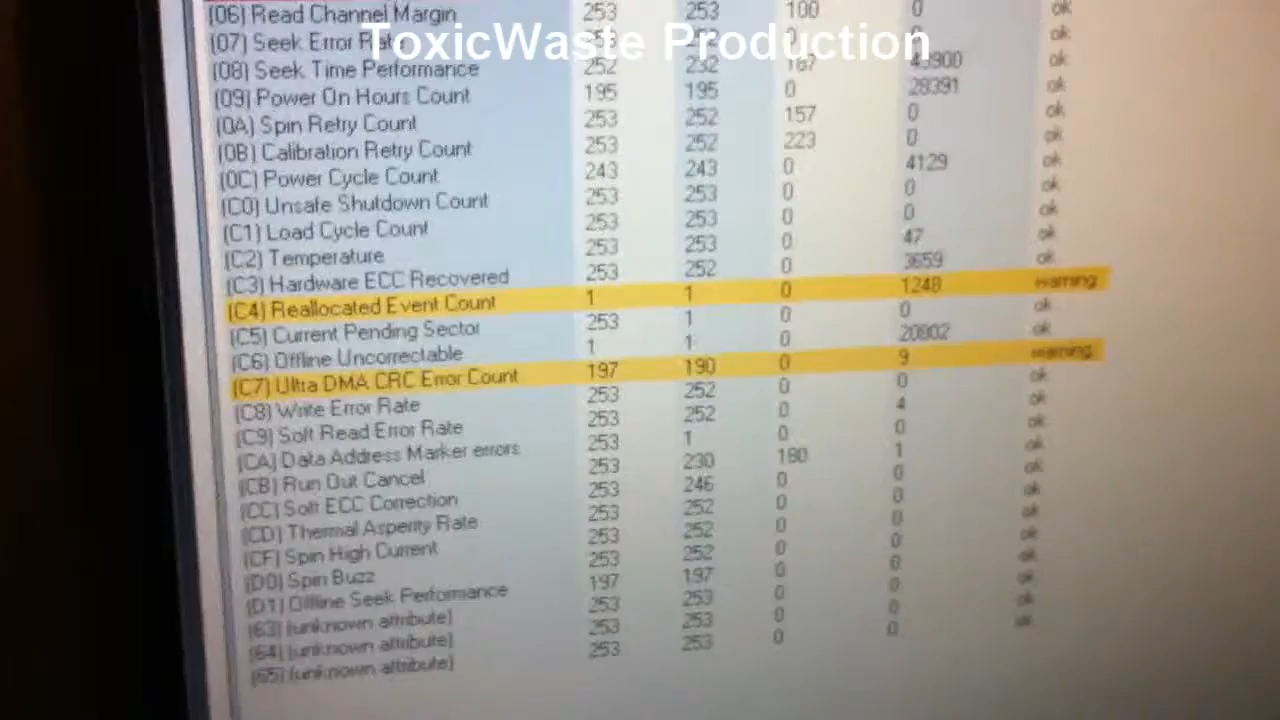 (06) Read Channel Margin 253 253 100 0 ok
ToxicWaste Production
(07) Seek Error Rate ok
(08) Seek Time Performance 252 232 187 ok
(09) Power On Hours Count 195 195 0 28391 ok
(0A) Spin Retry Count 253 252 157 0 ok
(0B) Calibration Retry Count 253 252 223 0 ok
(0C) Power Cycle Count 243 243 0 4129 ok
(C0) Unsafe Shutdown Count 253 253 0 0 ok
(C1) Load Cycle Count 253 253 0 0 ok
(C2) Temperature 253 253 0 47 ok
(C3) Hardware ECC Recovered 253 252 0 3659 ok
(C4) Reallocated Event Count 1 1 0 1248 warning
(C5) Current Pending Sector 253 1 0 0 ok
(C6) Offline Uncorrectable 1 1 0 20802 ok
(C7) Ultra DMA CRC Error Count 197 190 0 9 warning
(C8) Write Error Rate 253 252 0 0 ok
(C9) Soft Read Error Rate 253 252 0 4 ok
(CA) Data Address Marker errors 253 1 0 0 ok
(CB) Run Out Cancel 253 230 180 1 ok
(CC) Soft ECC Correction 253 246 0 0 ok
(CD) Thermal Asperity Rate 253 252 0 0 ok
(CF) Spin High Current 253 252 0 0 ok
(D0) Spin Buzz 253 252 0 0 ok
(D1) Offline Seek Performance 197 197 0 0 ok
(63) (unknown attribute) 253 253 0 0 ok
(64) (unknown attribute) 253 253 0 0 ok
(65) (unknown attribute) 253 253 0 0 ok